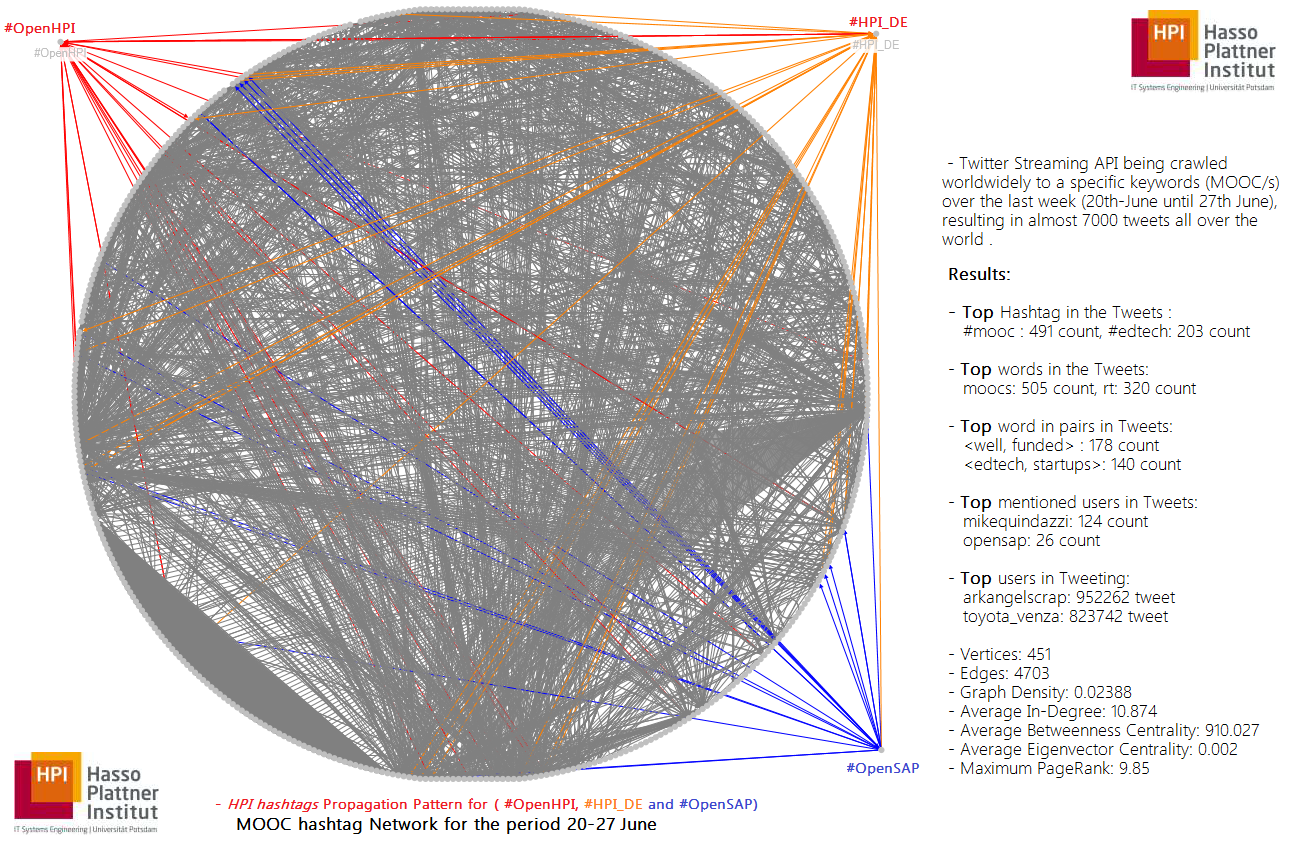 #OpenHPI
#OpenHPI
#HPI_DE
#HPI_DE
HPI
Hasso
Plattner
Institut
IT Systems Engineering | Universität Potsdam
- Twitter Streaming API being crawled
worldwidely to a specific keywords (MOOC/s)
over the last week (20th-June until 27th June),
resulting in almost 7000 tweets all over the
world .
Results:
- Top Hashtag in the Tweets :
#mooc : 491 count, #edtech: 203 count
- Top words in the Tweets:
moocs: 505 count, rt: 320 count
- Top word in pairs in Tweets:
<well, funded> : 178 count
<edtech, startups>: 140 count
- Top mentioned users in Tweets:
mikequindazzi: 124 count
opensap: 26 count
- Top users in Tweeting:
arkangelscrap: 952262 tweet
toyota_venza: 823742 tweet
- Vertices: 451
- Edges: 4703
- Graph Density: 0.02388
- Average In-Degree: 10.874
- Average Betweenness Centrality: 910.027
- Average Eigenvector Centrality: 0.002
- Maximum PageRank: 9.85
#OpenSAP
HPI
Hasso
Plattner
Institut
IT Systems Engineering | Universität Potsdam
- HPI hashtags Propagation Pattern for ( #OpenHPI, #HPI_DE and #OpenSAP)
MOOC hashtag Network for the period 20-27 June